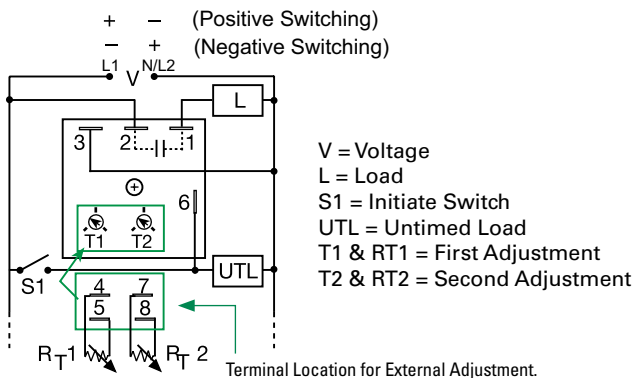 + − (Positive Switching)
− + (Negative Switching)
L1 V N/L2
L
3 2 1
6
T1 T2
S1 UTL
4 7
5 8
RT1 RT2
V = Voltage
L = Load
S1 = Initiate Switch
UTL = Untimed Load
T1 & RT1 = First Adjustment
T2 & RT2 = Second Adjustment
Terminal Location for External Adjustment.